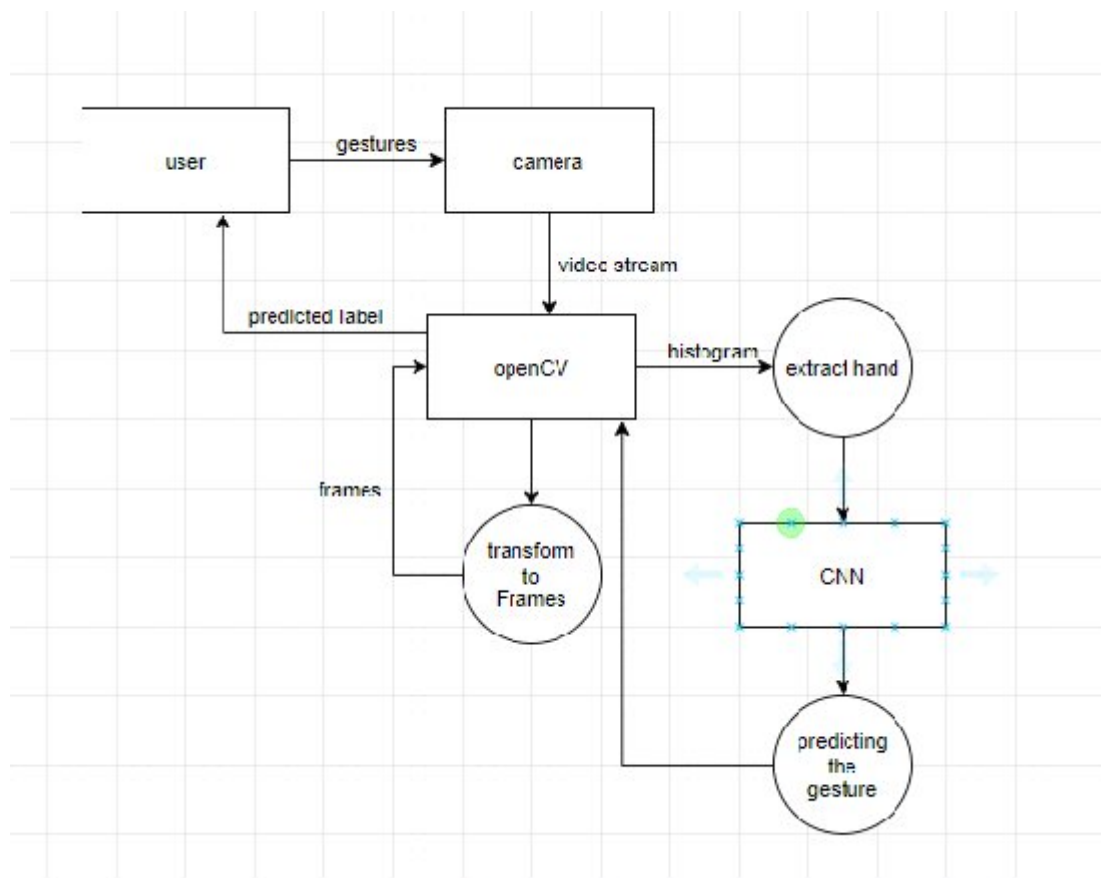 user
gestures
camera
video stream
predicted label
openCV
histogram
extract hand
frames
transform
to
Frames
CNN
predicting
the
gesture